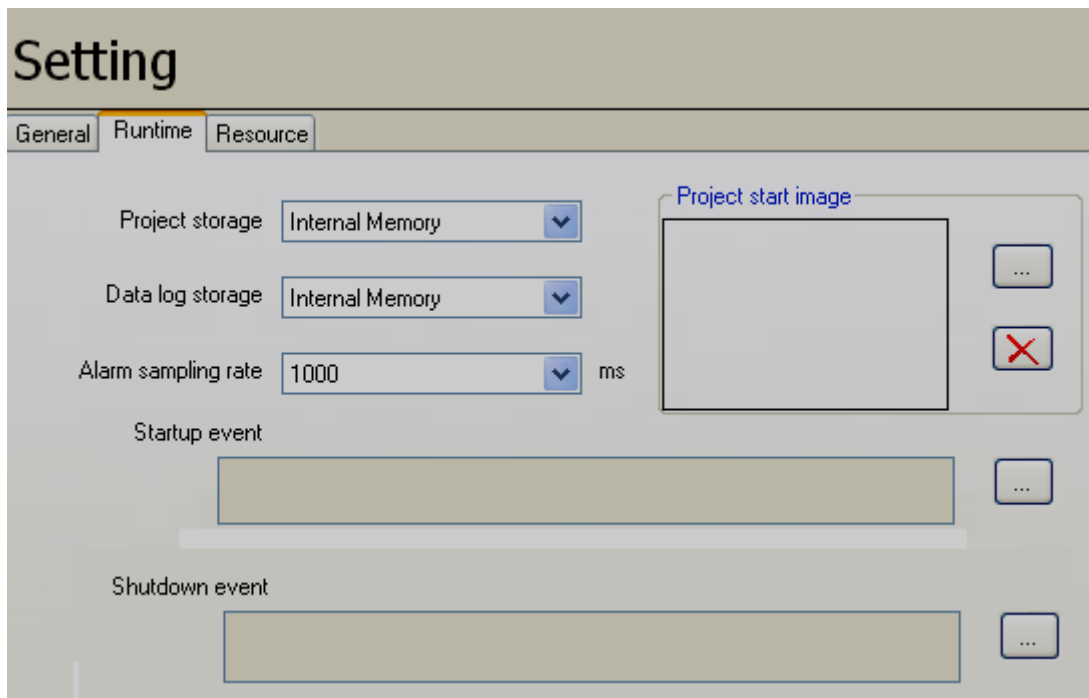 Setting
General Runtime Resource
Project storage Internal Memory
Project start image
...
Data log storage Internal Memory
Alarm sampling rate 1000 ms
Startup event
...
Shutdown event
...